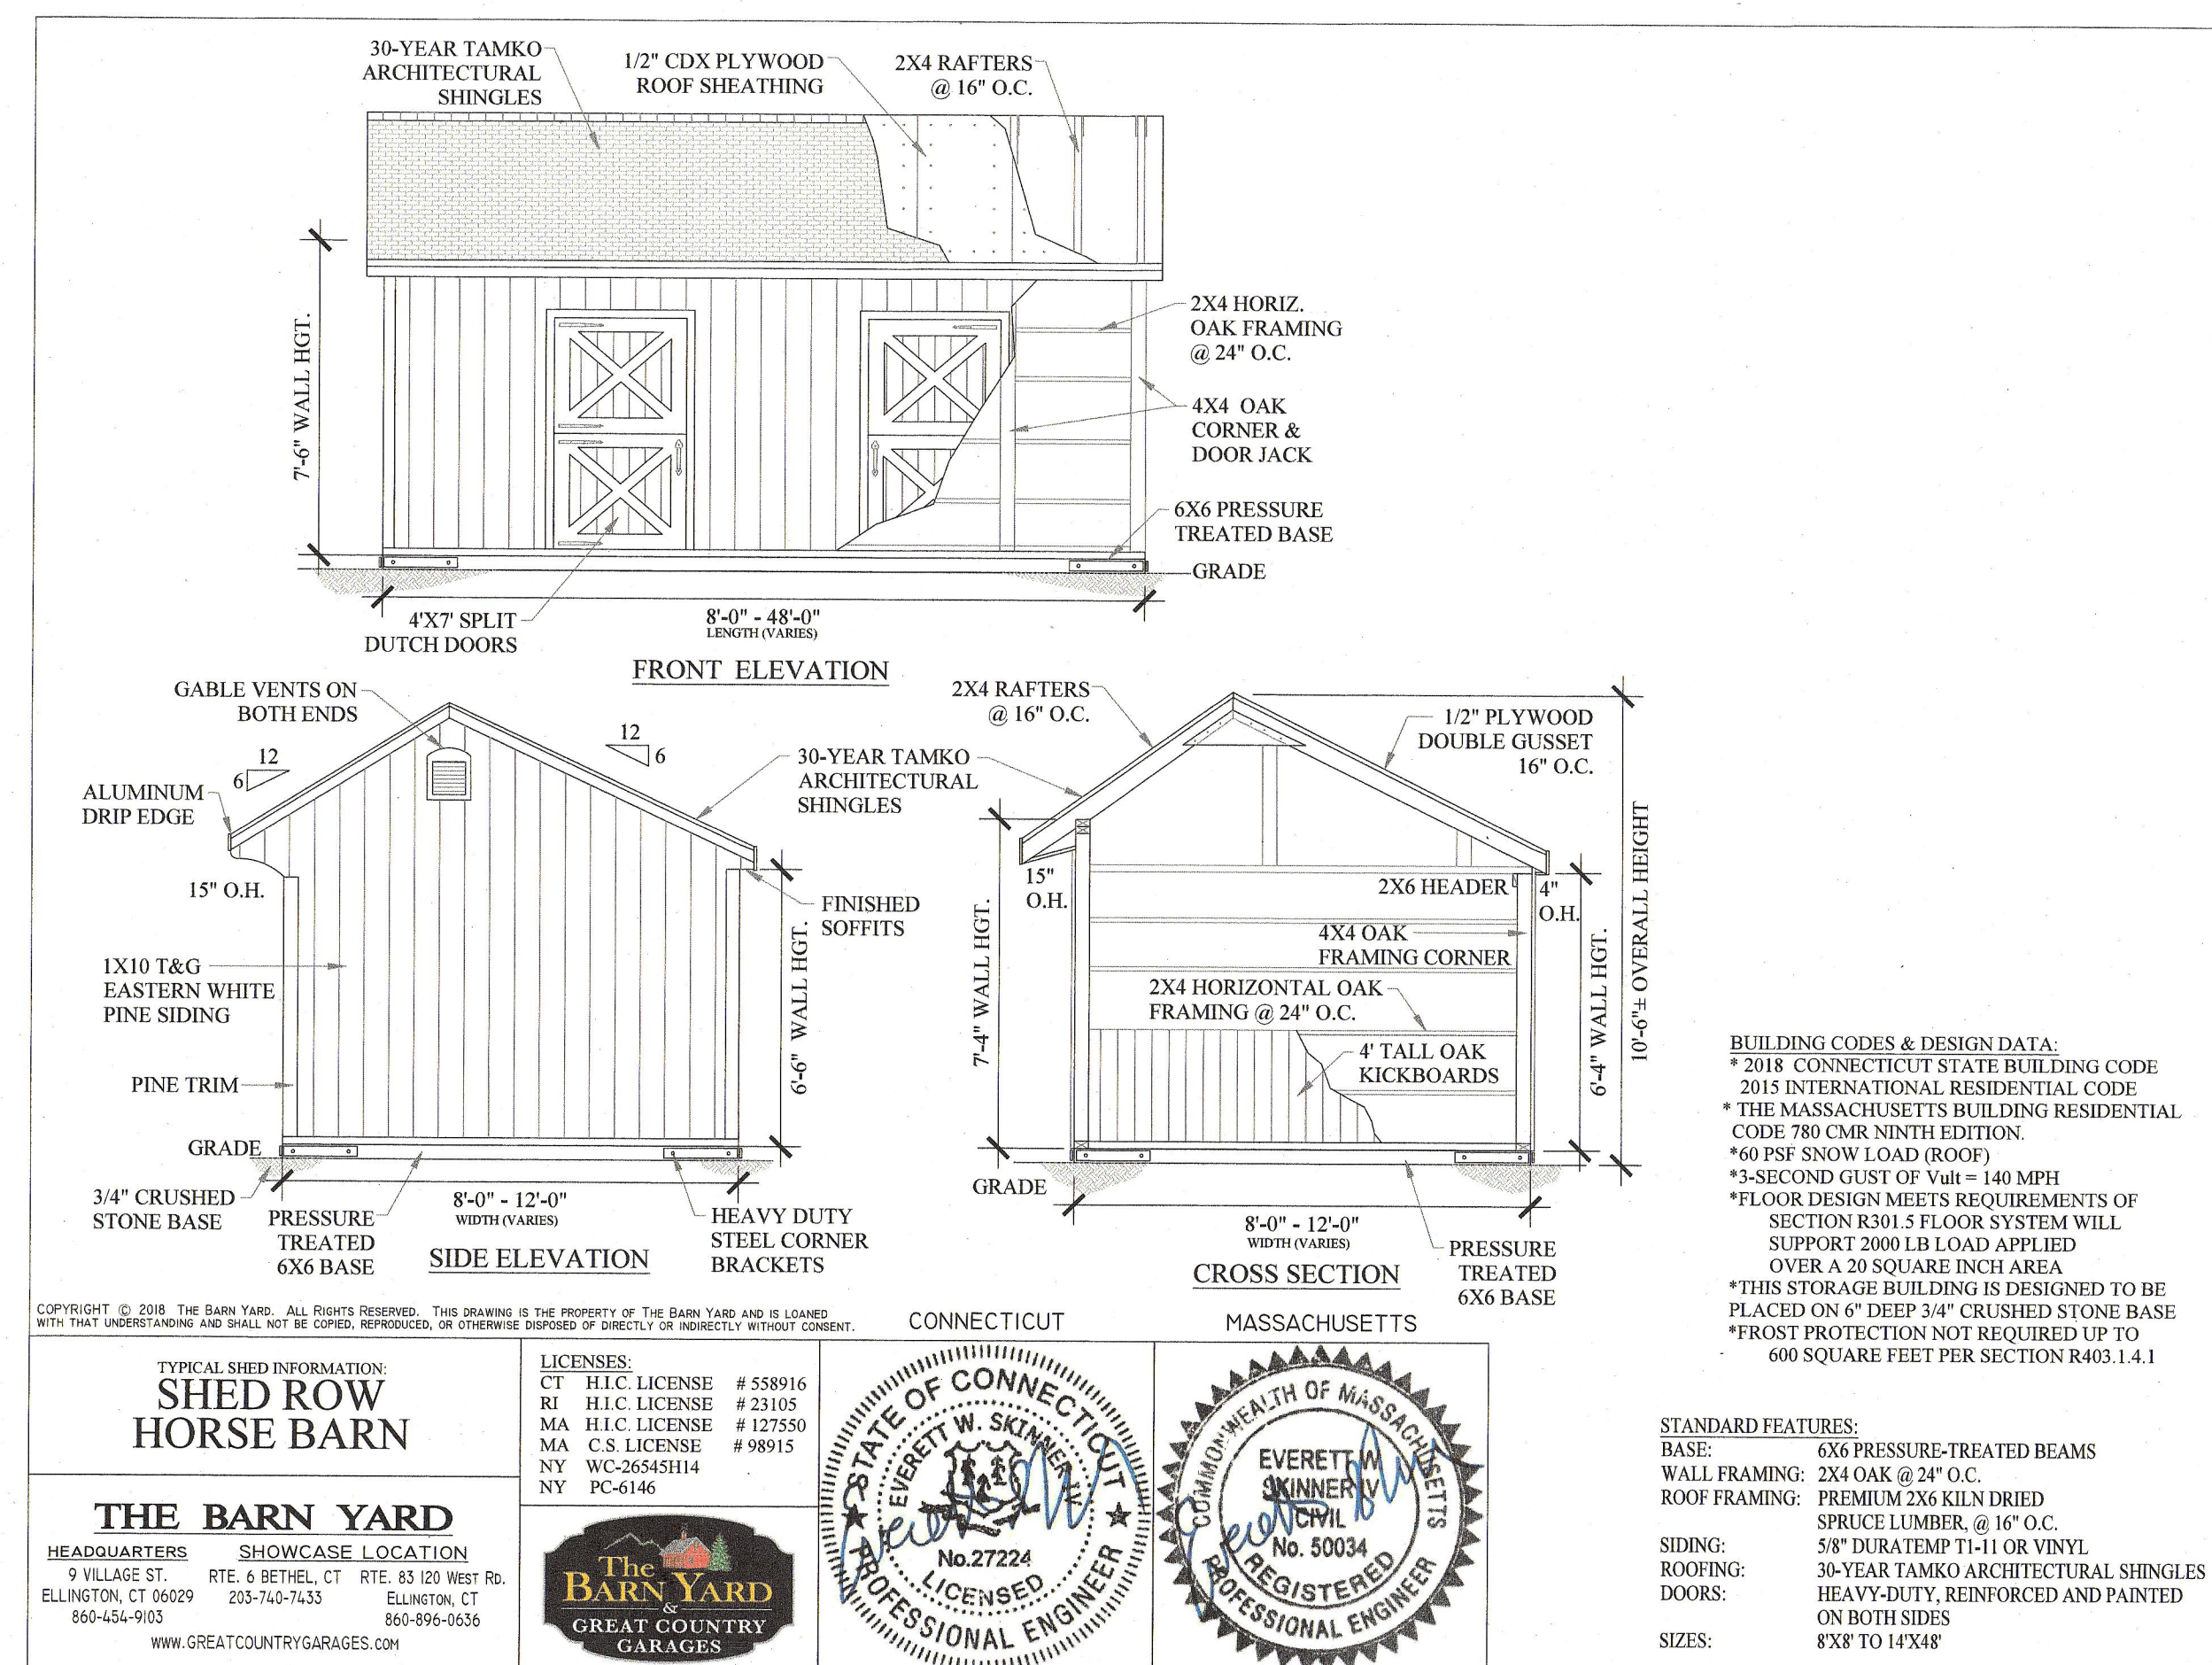 30-YEAR TAMKO
ARCHITECTURAL
SHINGLES
1/2" CDX PLYWOOD
ROOF SHEATHING
2X4 RAFTERS
@ 16" O.C.
7'-6" WALL HGT.
2X4 HORIZ.
OAK FRAMING
@ 24" O.C.
4X4 OAK
CORNER &
DOOR JACK
6X6 PRESSURE
TREATED BASE
GRADE
4'X7' SPLIT
DUTCH DOORS
8'-0" - 48'-0"
LENGTH (VARIES)
FRONT ELEVATION
GABLE VENTS ON
BOTH ENDS
12
6
12
6
ALUMINUM
DRIP EDGE
30-YEAR TAMKO
ARCHITECTURAL
SHINGLES
15" O.H.
FINISHED
SOFFITS
1X10 T&G
EASTERN WHITE
PINE SIDING
PINE TRIM
6'-6" WALL HGT.
GRADE
3/4" CRUSHED
STONE BASE
PRESSURE
TREATED
6X6 BASE
8'-0" - 12'-0"
WIDTH (VARIES)
HEAVY DUTY
STEEL CORNER
BRACKETS
SIDE ELEVATION
2X4 RAFTERS
@ 16" O.C.
1/2" PLYWOOD
DOUBLE GUSSET
16" O.C.
15"
O.H.
2X6 HEADER
4"
O.H.
7'-4" WALL HGT.
4X4 OAK
FRAMING CORNER
2X4 HORIZONTAL OAK
FRAMING @ 24" O.C.
4' TALL OAK
KICKBOARDS
6'-4" WALL HGT.
10'-6"± OVERALL HEIGHT
GRADE
8'-0" - 12'-0"
WIDTH (VARIES)
PRESSURE
TREATED
6X6 BASE
CROSS SECTION
BUILDING CODES & DESIGN DATA:
* 2018 CONNECTICUT STATE BUILDING CODE
2015 INTERNATIONAL RESIDENTIAL CODE
* THE MASSACHUSETTS BUILDING RESIDENTIAL
CODE 780 CMR NINTH EDITION.
*60 PSF SNOW LOAD (ROOF)
*3-SECOND GUST OF Vult = 140 MPH
*FLOOR DESIGN MEETS REQUIREMENTS OF
SECTION R301.5 FLOOR SYSTEM WILL
SUPPORT 2000 LB LOAD APPLIED
OVER A 20 SQUARE INCH AREA
*THIS STORAGE BUILDING IS DESIGNED TO BE
PLACED ON 6" DEEP 3/4" CRUSHED STONE BASE
*FROST PROTECTION NOT REQUIRED UP TO
600 SQUARE FEET PER SECTION R403.1.4.1
STANDARD FEATURES:
BASE: 6X6 PRESSURE-TREATED BEAMS
WALL FRAMING: 2X4 OAK @ 24" O.C.
ROOF FRAMING: PREMIUM 2X6 KILN DRIED
SPRUCE LUMBER, @ 16" O.C.
SIDING: 5/8" DURATEMP T1-11 OR VINYL
ROOFING: 30-YEAR TAMKO ARCHITECTURAL SHINGLES
DOORS: HEAVY-DUTY, REINFORCED AND PAINTED
ON BOTH SIDES
SIZES: 8'X8' TO 14'X48'
COPYRIGHT © 2018 THE BARN YARD. ALL RIGHTS RESERVED. THIS DRAWING IS THE PROPERTY OF THE BARN YARD AND IS LOANED
WITH THAT UNDERSTANDING AND SHALL NOT BE COPIED, REPRODUCED, OR OTHERWISE DISPOSED OF DIRECTLY OR INDIRECTLY WITHOUT CONSENT.
TYPICAL SHED INFORMATION:
SHED ROW
HORSE BARN
THE BARN YARD
HEADQUARTERS
9 VILLAGE ST.
ELLINGTON, CT 06029
860-454-9103
SHOWCASE LOCATION
RTE. 6 BETHEL, CT
203-740-7433
RTE. 83 120 WEST RD.
ELLINGTON, CT
860-896-0636
WWW.GREATCOUNTRYGARAGES.COM
LICENSES:
CT H.I.C. LICENSE # 558916
RI H.I.C. LICENSE # 23105
MA H.I.C. LICENSE # 127550
MA C.S. LICENSE # 98915
NY WC-26545H14
NY PC-6146
The
BARN YARD
&
GREAT COUNTRY
GARAGES
CONNECTICUT
STATE OF CONNECTICUT
EVERETT W. SKINNER IV
No.27224
LICENSED
PROFESSIONAL ENGINEER
MASSACHUSETTS
COMMONWEALTH OF MASSACHUSETTS
EVERETT W
SKINNER IV
CIVIL
No. 50034
REGISTERED
PROFESSIONAL ENGINEER